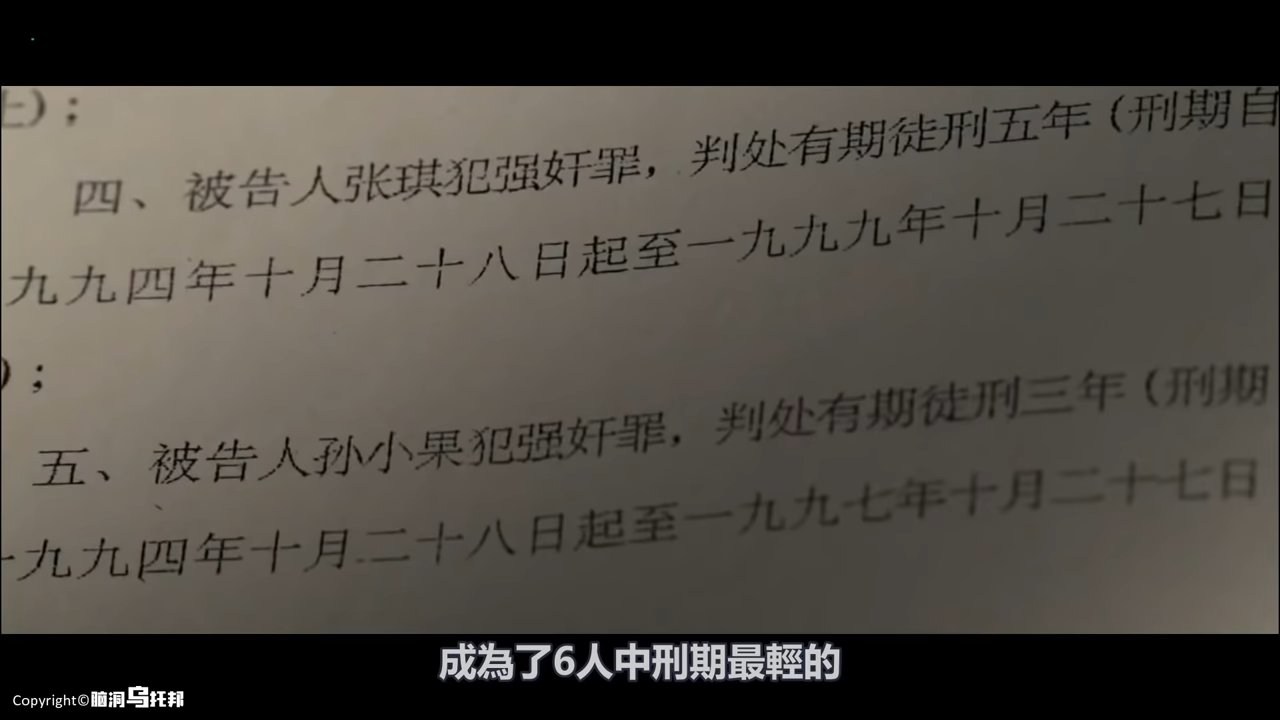 上)；
四、被告人张琪犯强奸罪，判处有期徒刑五年（刑期自
九九四年十月二十八日起至一九九九年十月二十七日
)；
五、被告人孙小果犯强奸罪，判处有期徒刑三年（刑期
一九九四年十月二十八日起至一九九七年十月二十七日
成為了6人中刑期最輕的
Copyright©脑洞乌托邦